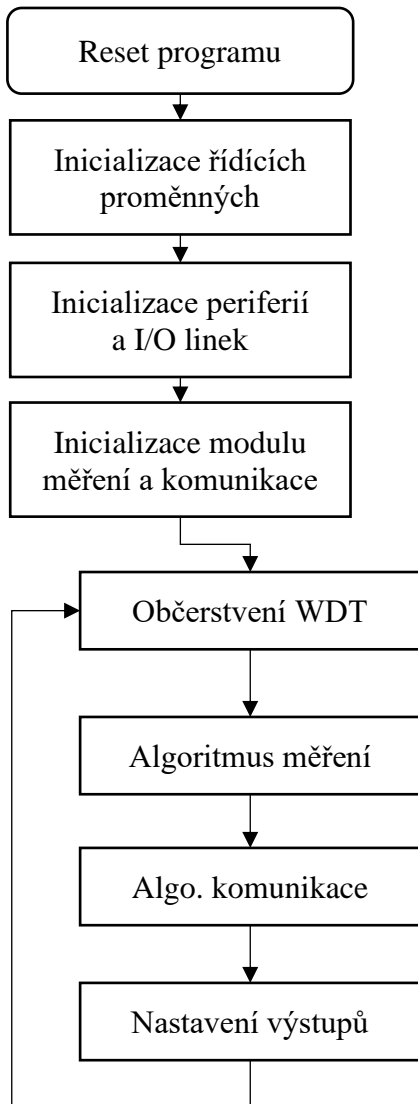 Reset programu
Inicializace řídících
proměnných
Inicializace periferií
a I/O linek
Inicializace modulu
měření a komunikace
Občerstvení WDT
Algoritmus měření
Algo. komunikace
Nastavení výstupů